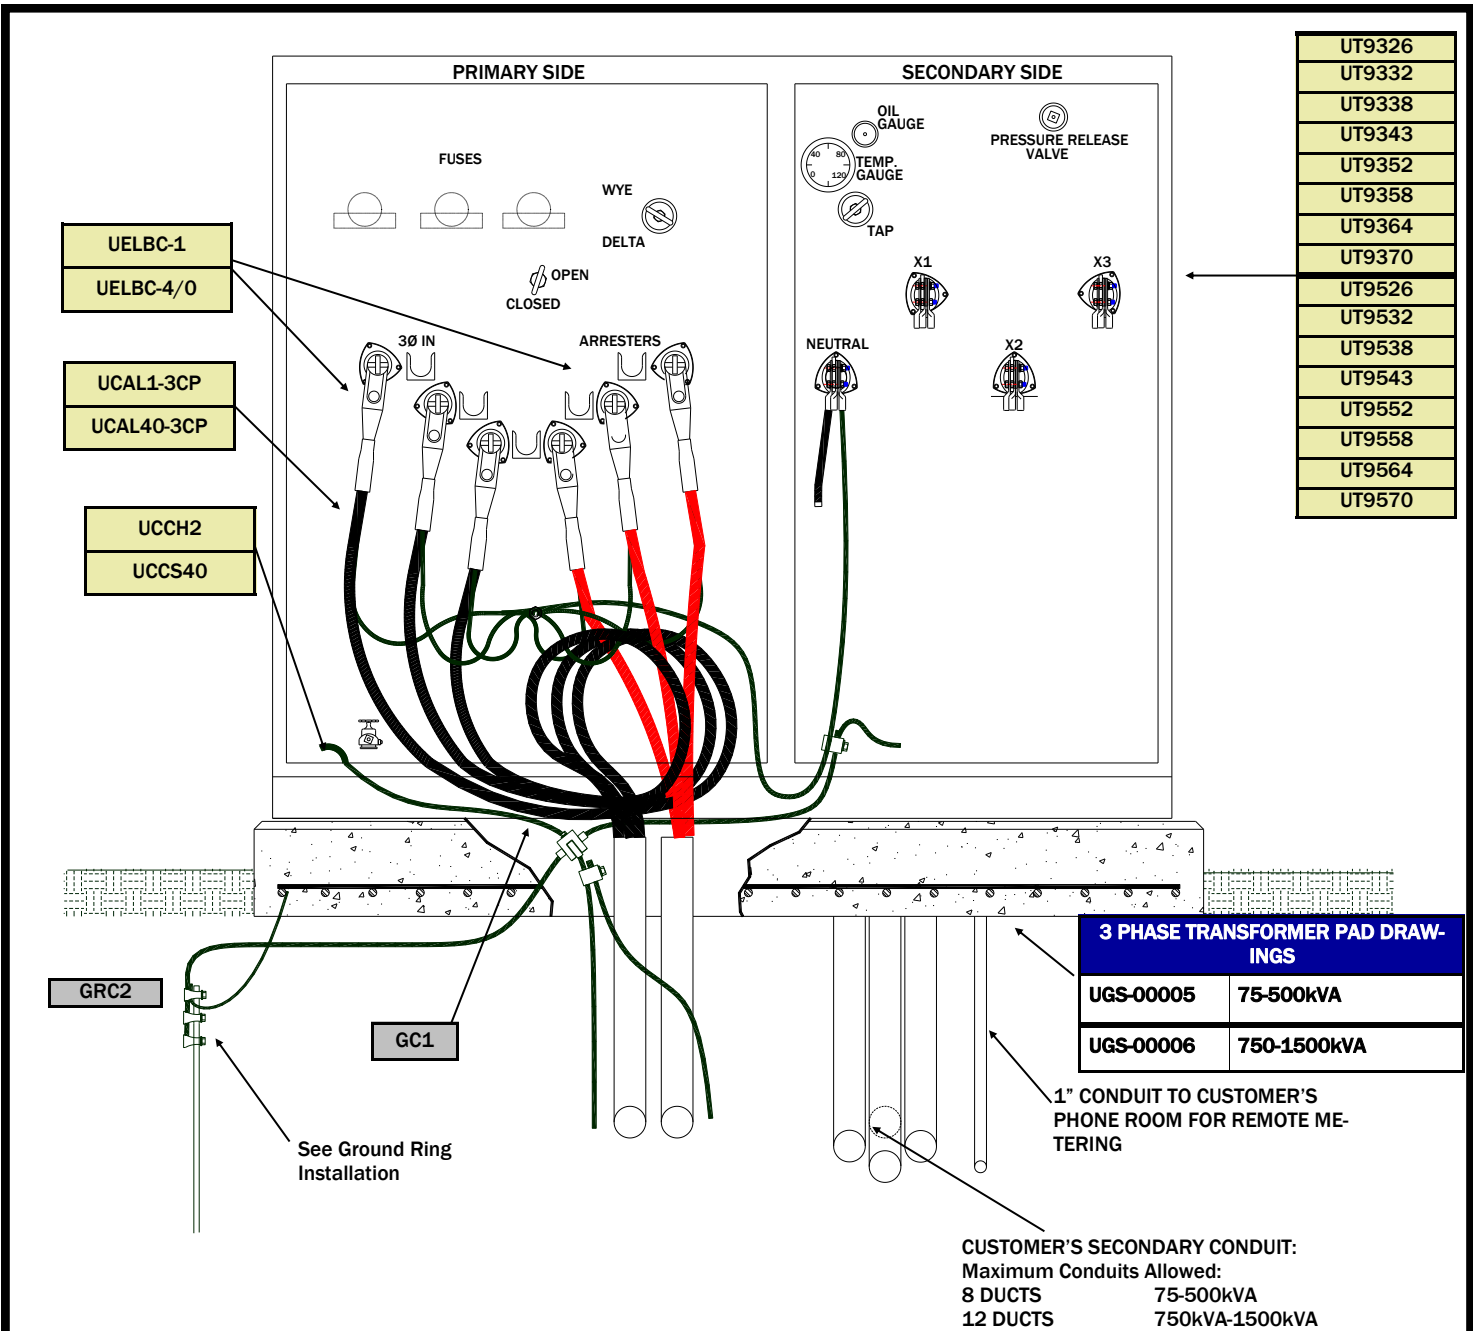 PRIMARY SIDE
SECONDARY SIDE
FUSES
WYE
DELTA
OPEN
CLOSED
3Ø IN
ARRESTERS
OIL
GAUGE
40 80
0 120
TEMP.
GAUGE
TAP
PRESSURE RELEASE
VALVE
X1
X3
NEUTRAL
X2
UT9326
UT9332
UT9338
UT9343
UT9352
UT9358
UT9364
UT9370
UT9526
UT9532
UT9538
UT9543
UT9552
UT9558
UT9564
UT9570
UELBC-1
UELBC-4/0
UCAL1-3CP
UCAL40-3CP
UCCH2
UCCS40
GRC2
GC1
See Ground Ring
Installation
3 PHASE TRANSFORMER PAD DRAW-
INGS
UGS-00005 75-500kVA
UGS-00006 750-1500kVA
1” CONDUIT TO CUSTOMER’S
PHONE ROOM FOR REMOTE ME-
TERING
CUSTOMER’S SECONDARY CONDUIT:
Maximum Conduits Allowed:
8 DUCTS 75-500kVA
12 DUCTS 750kVA-1500kVA